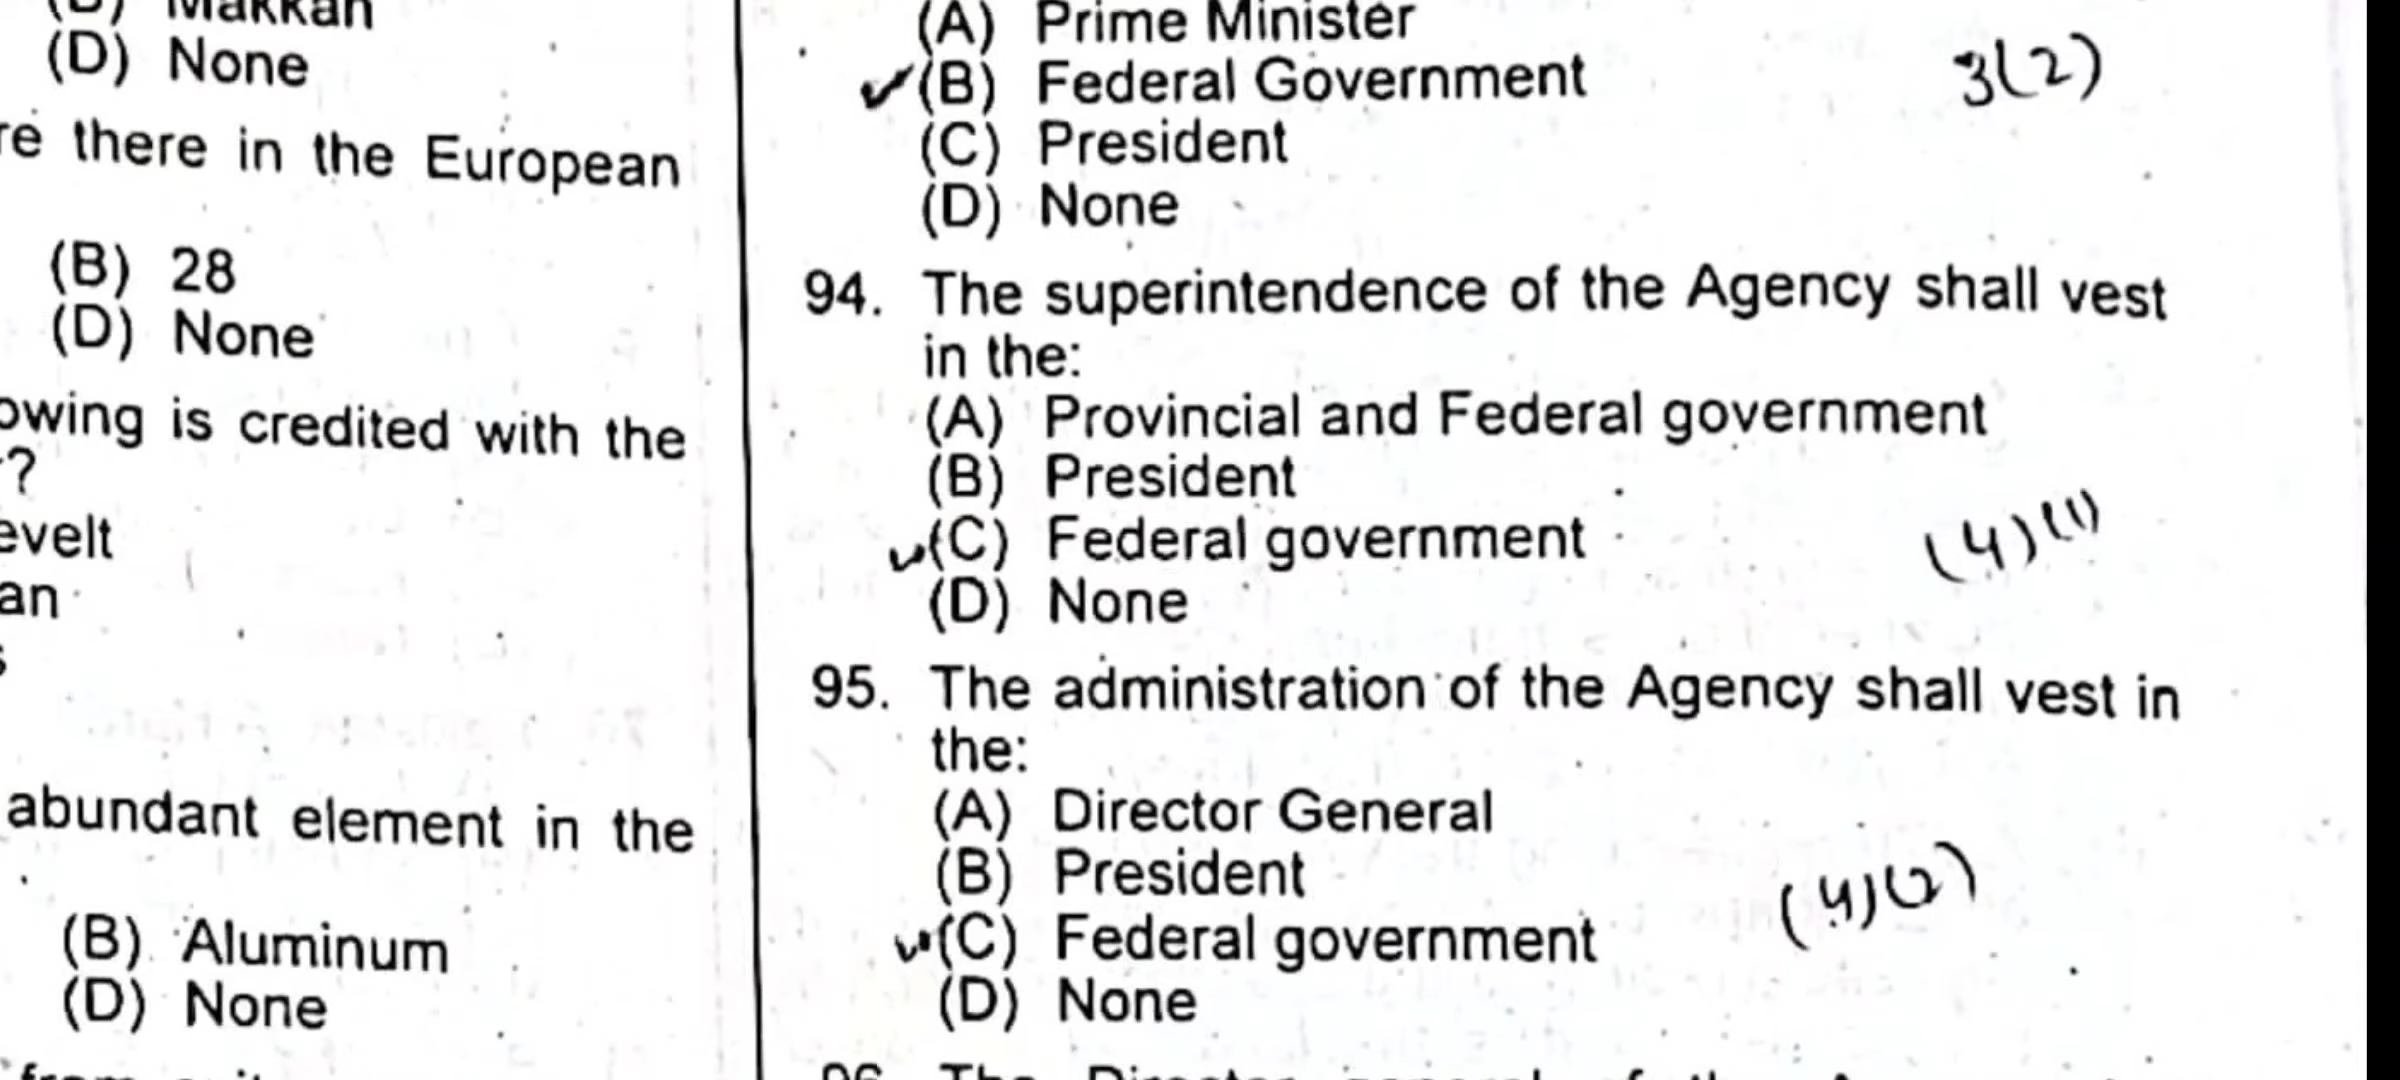 (D) None
re there in the European
(B) 28
(D) None
owing is credited with the
?
evelt
an
abundant element in the
(B) Aluminum
(D) None
(A) Prime Minister
(B) Federal Government
3(2)
(C) President
(D) None
94. The superintendence of the Agency shall vest
in the:
(A) Provincial and Federal government
(B) President
(C) Federal government
(4)(1)
(D) None
95. The administration of the Agency shall vest in
the:
(A) Director General
(B) President
(C) Federal government
(4)(2)
(D) None